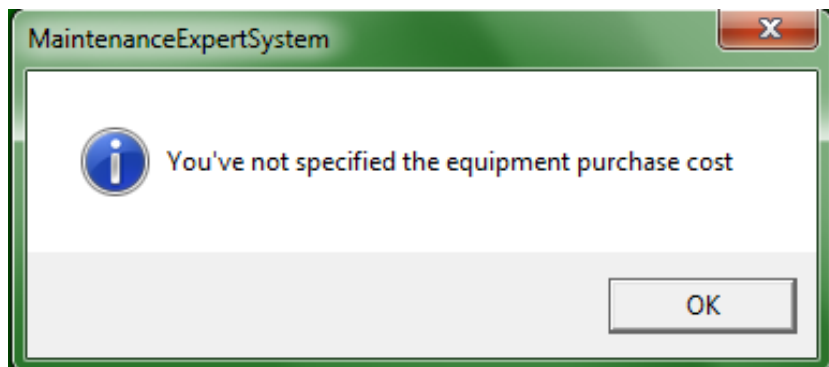 MaintenanceExpertSystem
You've not specified the equipment purchase cost
OK